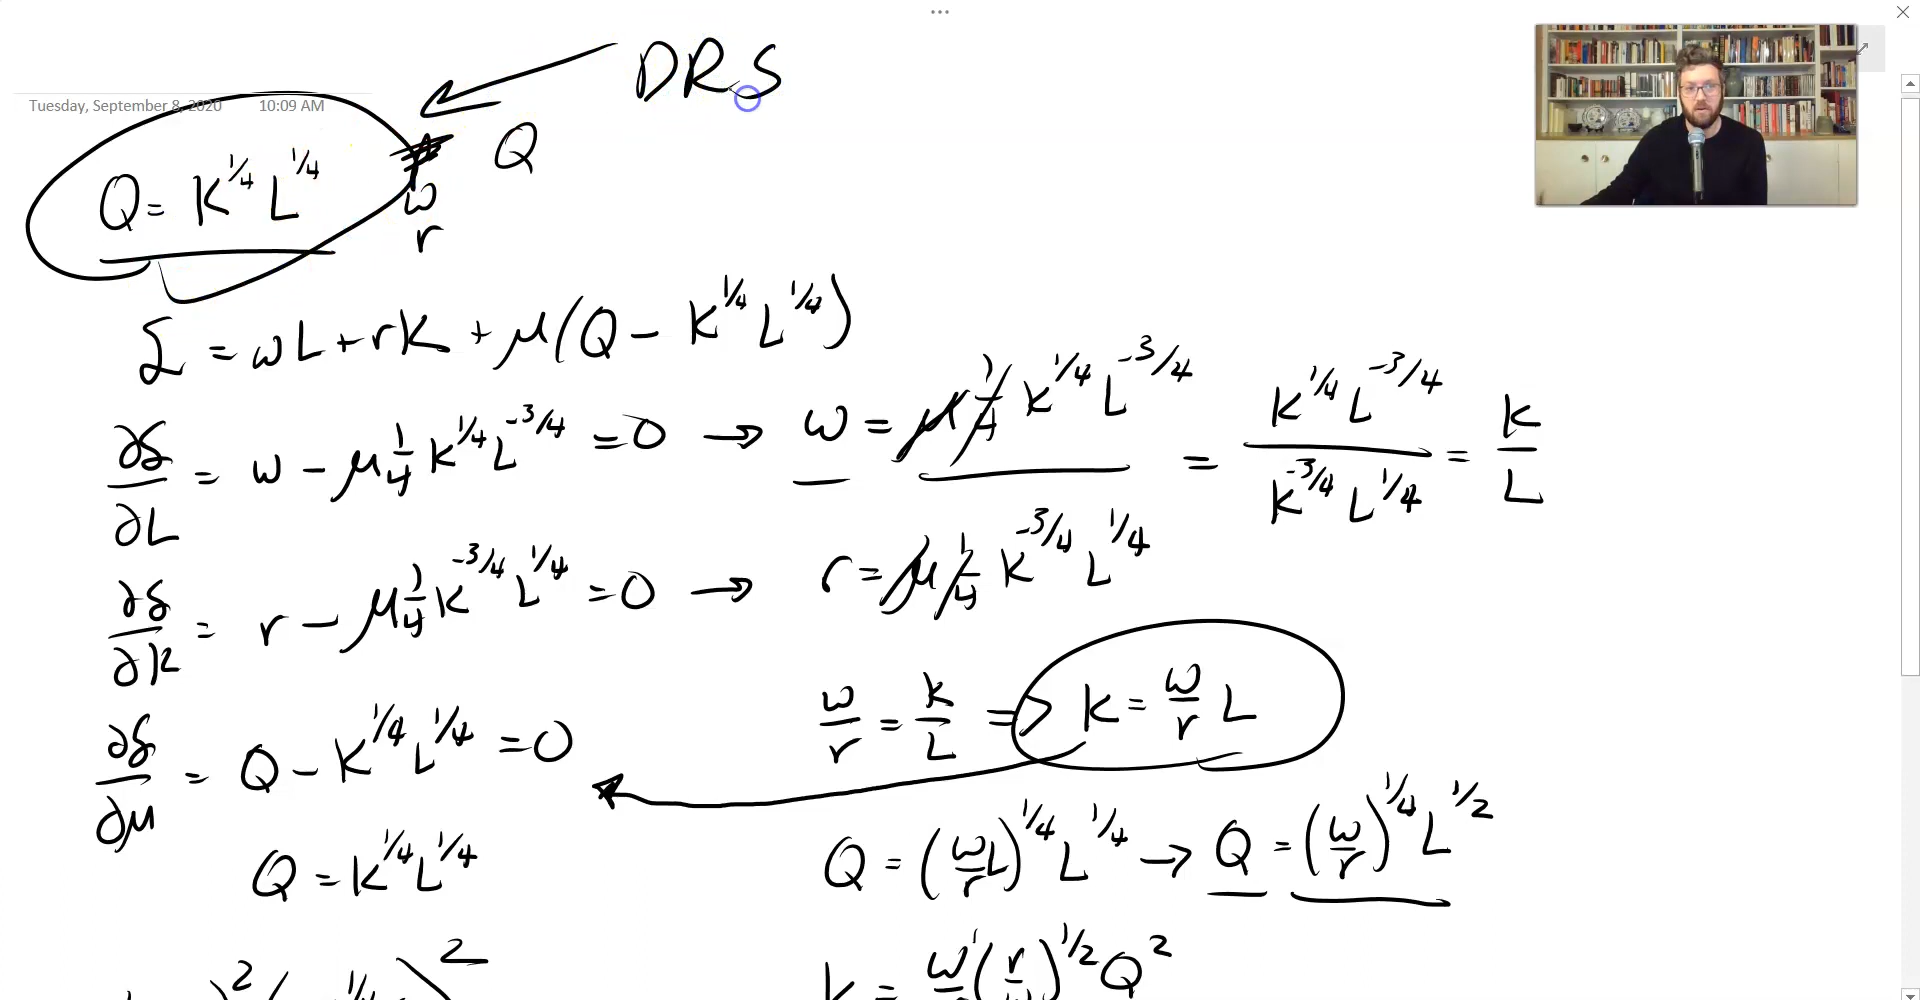 DRS
Tuesday, September 8, 2020 10:09 AM
Q = K^{1/4} L^{1/4}
Q
w
r
ℒ = wL + rK + μ(Q − K^{1/4} L^{1/4})
∂ℒ/∂L = w − μ 1/4 K^{1/4} L^{-3/4} = 0 → w = μ 1/4 K^{1/4} L^{-3/4} = K^{1/4} L^{-3/4} / K^{-3/4} L^{1/4} = K/L
∂ℒ/∂K = r − μ 1/4 K^{-3/4} L^{1/4} = 0 → r = μ 1/4 K^{-3/4} L^{1/4}
w/r = K/L => K = w/r L
∂ℒ/∂μ = Q − K^{1/4} L^{1/4} = 0
Q = K^{1/4} L^{1/4}
Q = (w/r L)^{1/4} L^{1/4} → Q = (w/r)^{1/4} L^{1/2}